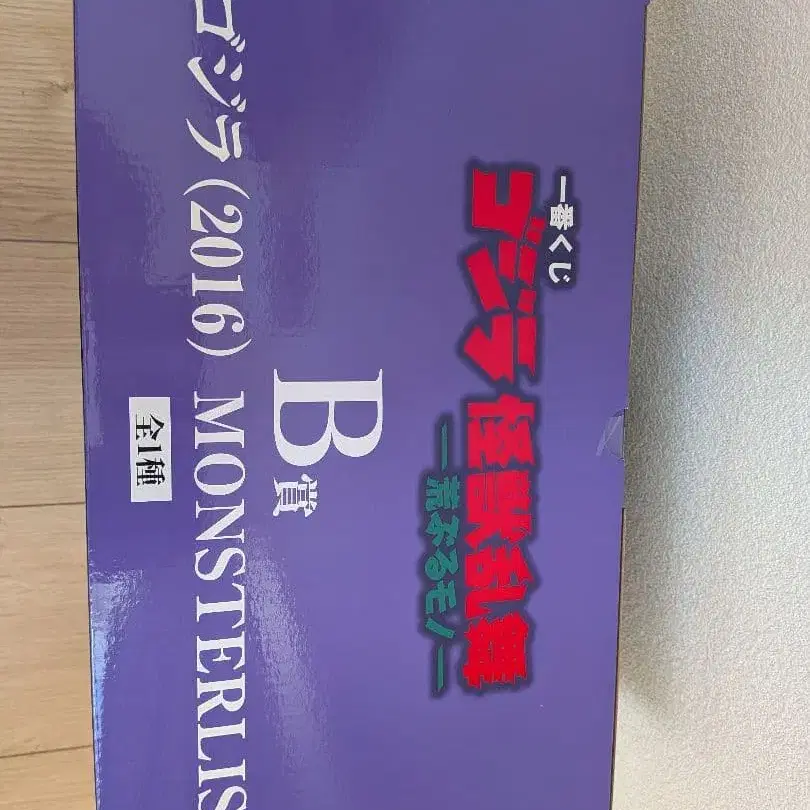 一番くじ
ゴジラ 怪獣乱舞
―荒ぶるモノ―
B賞
ゴジラ(2016) MONSTERLIS
全1種